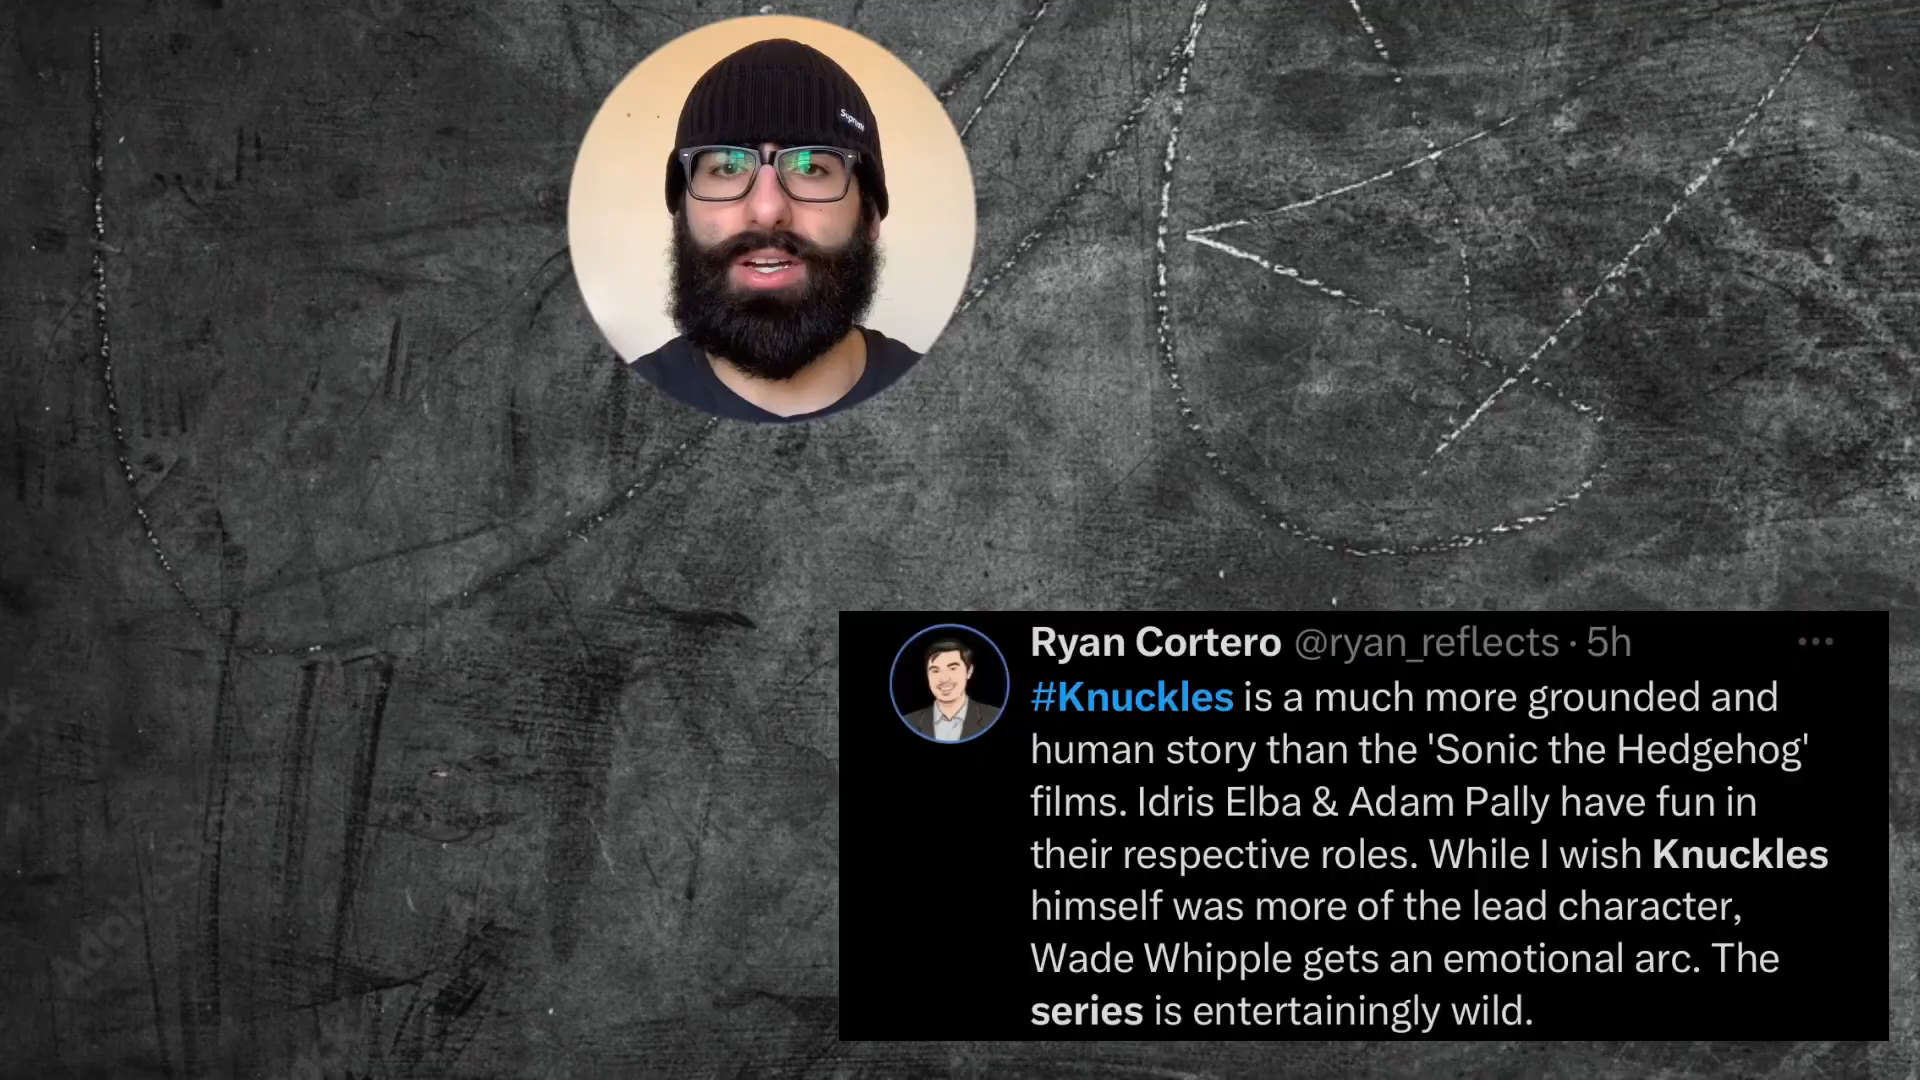 Supreme
Ryan Cortero @ryan_reflects · 5h
#Knuckles is a much more grounded and
human story than the 'Sonic the Hedgehog'
films. Idris Elba & Adam Pally have fun in
their respective roles. While I wish Knuckles
himself was more of the lead character,
Wade Whipple gets an emotional arc. The
series is entertainingly wild.